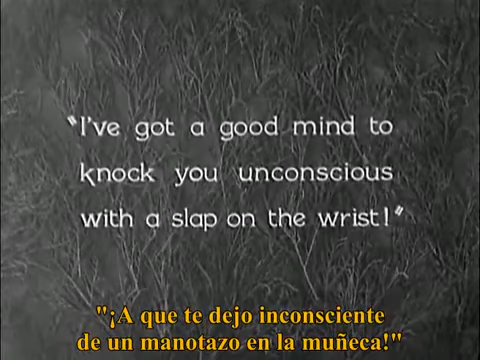 "I've got a good mind to
knock you unconscious
with a slap on the wrist!"
"¡A que te dejo inconsciente
de un manotazo en la muñeca!"